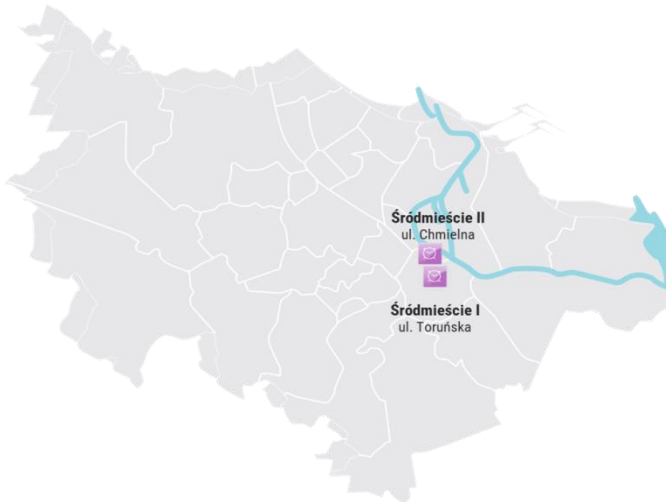 Śródmieście II
ul. Chmielna
Śródmieście I
ul. Toruńska